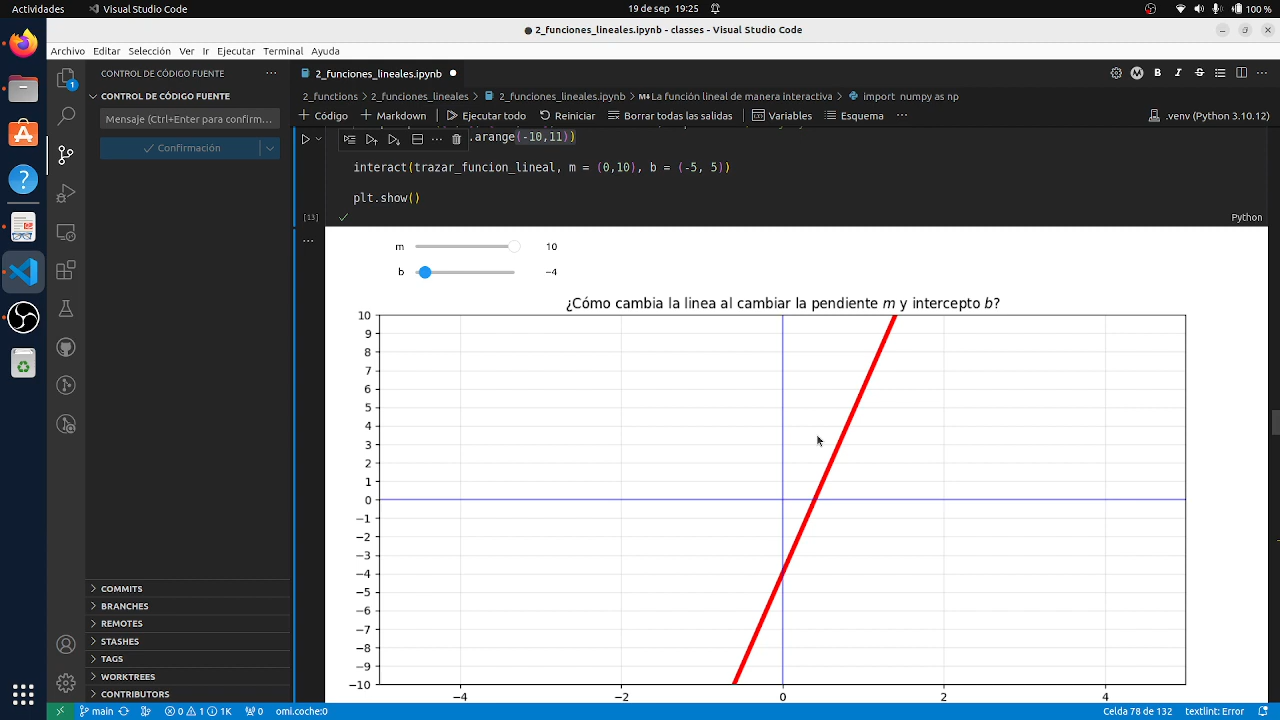 Actividades
Visual Studio Code
19 de sep 19:25
100 %
2_funciones_lineales.ipynb - classes - Visual Studio Code
Archivo Editar Selección Ver Ir Ejecutar Terminal Ayuda
CONTROL DE CÓDIGO FUENTE
CONTROL DE CÓDIGO FUENTE
Mensaje (Ctrl+Enter para confirm...
Confirmación
COMMITS
BRANCHES
REMOTES
STASHES
TAGS
WORKTREES
CONTRIBUTORS
2_funciones_lineales.ipynb
2_functions > 2_funciones_lineales > 2_funciones_lineales.ipynb > La función lineal de manera interactiva > import numpy as np
+ Código + Markdown Ejecutar todo Reiniciar Borrar todas las salidas Variables Esquema ...
.venv (Python 3.10.12)
.arange(-10,11))
interact(trazar_funcion_lineal, m = (0,10), b = (-5, 5))
plt.show()
[13]
Python
m 10
b −4
¿Cómo cambia la linea al cambiar la pendiente m y intercepto b?
10
9
8
7
6
5
4
3
2
1
0
−1
−2
−3
−4
−5
−6
−7
−8
−9
−10
−4 −2 0 2 4
main 0 1 1K 0 omi.coche:0
Celda 78 de 132 textlint: Error